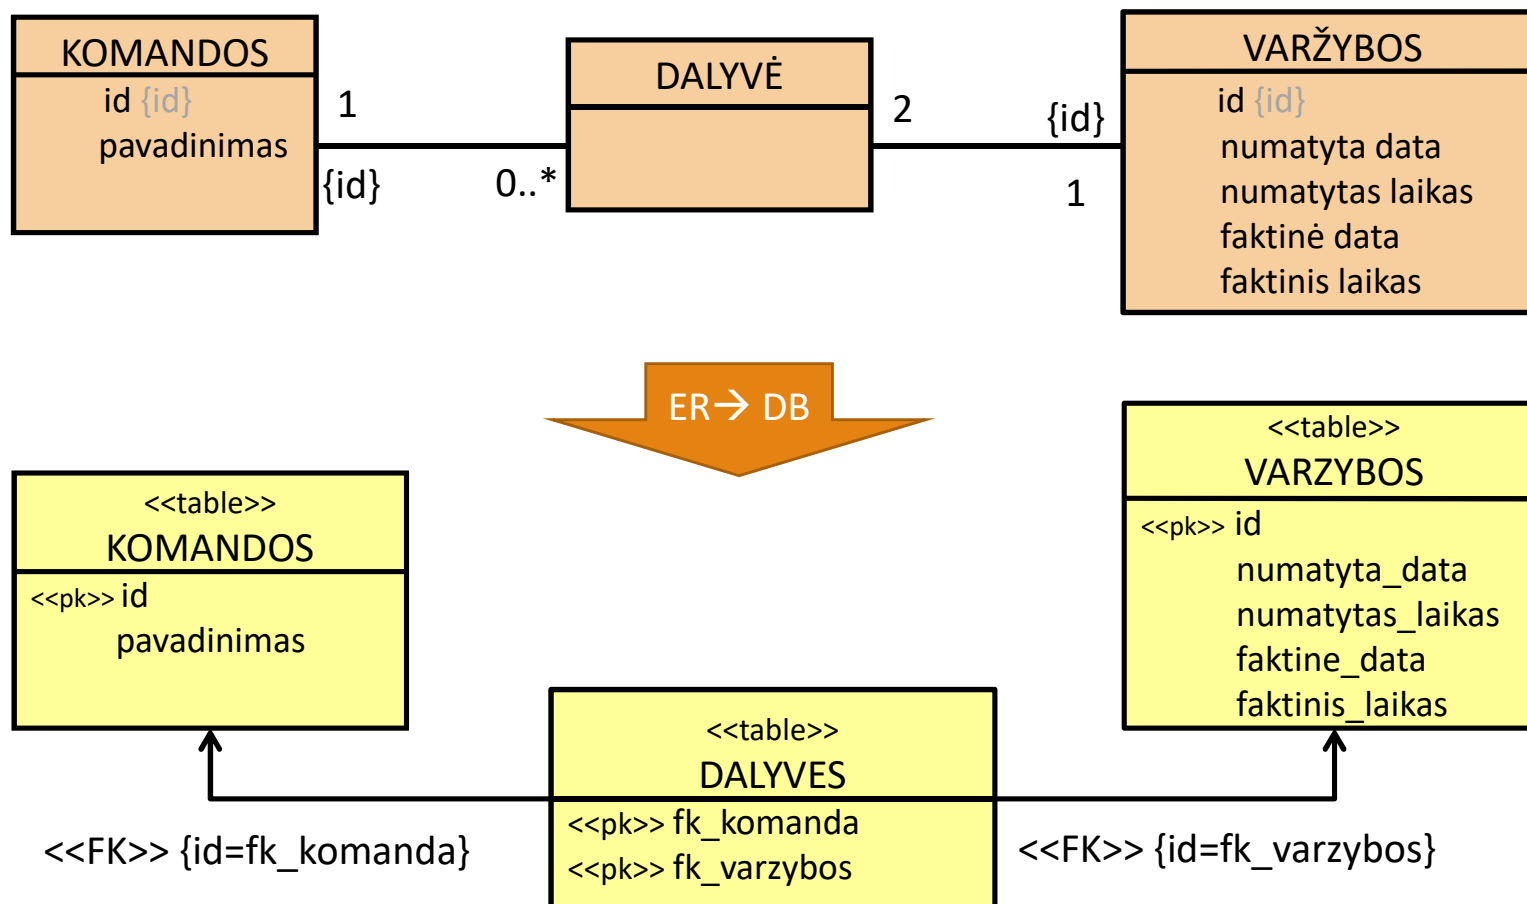 KOMANDOS
id {id}
pavadinimas
1
{id}
0..*
DALYVĖ
2
{id}
1
VARŽYBOS
id {id}
numatyta data
numatytas laikas
faktinė data
faktinis laikas
ER→ DB
<<table>>
KOMANDOS
<<pk>> id
pavadinimas
<<table>>
VARZYBOS
<<pk>> id
numatyta_data
numatytas_laikas
faktine_data
faktinis_laikas
<<table>>
DALYVES
<<pk>> fk_komanda
<<pk>> fk_varzybos
<<FK>> {id=fk_komanda}
<<FK>> {id=fk_varzybos}